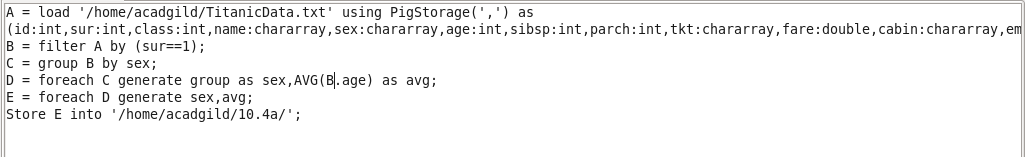 A = load '/home/acadgild/TitanicData.txt' using PigStorage(',') as
(id:int,sur:int,class:int,name:chararray,sex:chararray,age:int,sibsp:int,parch:int,tkt:chararray,fare:double,cabin:chararray,em
B = filter A by (sur==1);
C = group B by sex;
D = foreach C generate group as sex,AVG(B.age) as avg;
E = foreach D generate sex,avg;
Store E into '/home/acadgild/10.4a/';